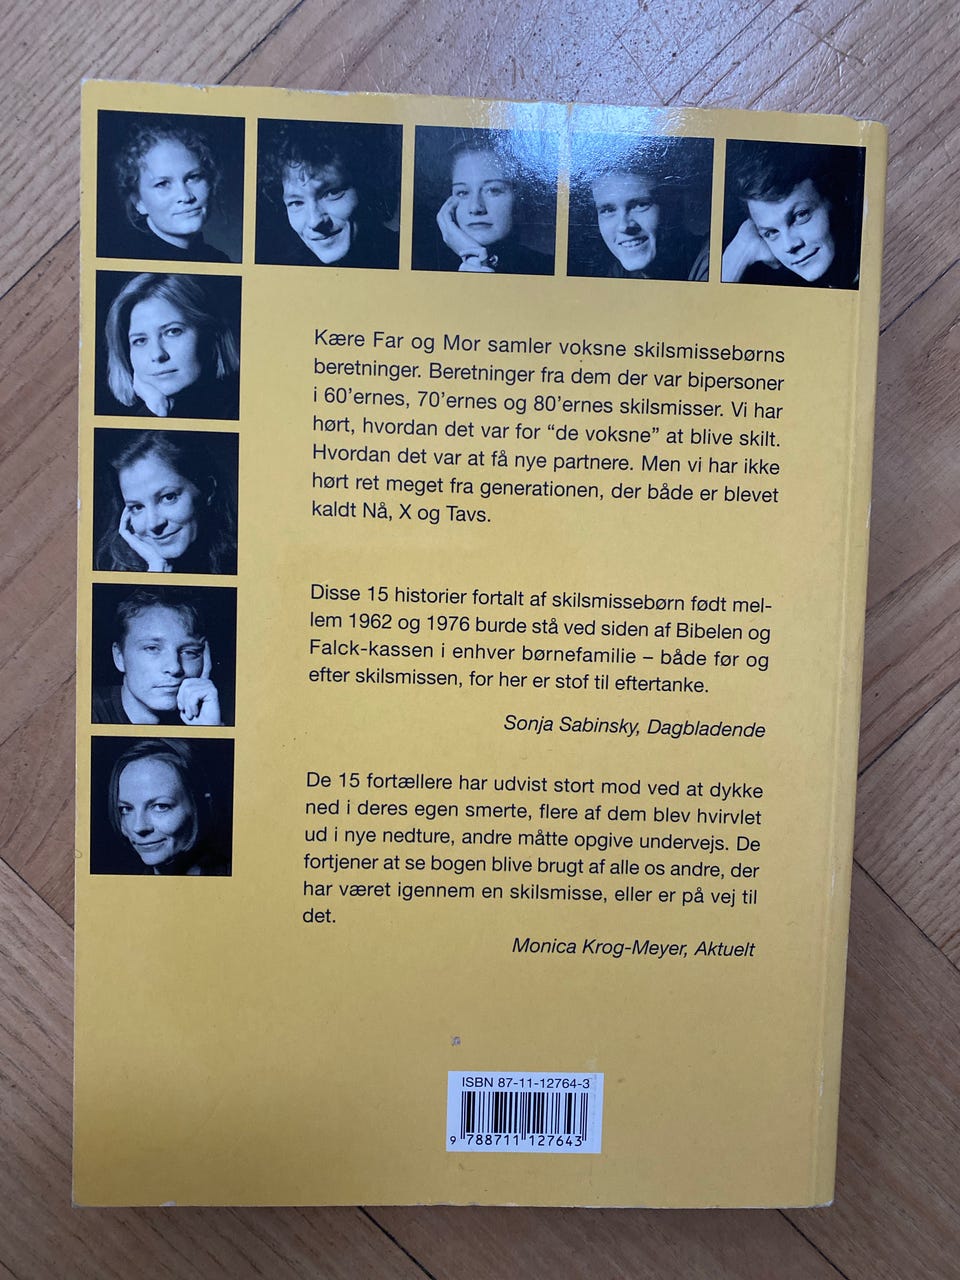 Kære Far og Mor samler voksne skilsmissebørns
beretninger. Beretninger fra dem der var bipersoner
i 60’ernes, 70’ernes og 80’ernes skilsmisser. Vi har
hørt, hvordan det var for “de voksne” at blive skilt.
Hvordan det var at få nye partnere. Men vi har ikke
hørt ret meget fra generationen, der både er blevet
kaldt Nå, X og Tavs.
Disse 15 historier fortalt af skilsmissebørn født mel-
lem 1962 og 1976 burde stå ved siden af Bibelen og
Falck-kassen i enhver børnefamilie – både før og
efter skilsmissen, for her er stof til eftertanke.
Sonja Sabinsky, Dagbladende
De 15 fortællere har udvist stort mod ved at dykke
ned i deres egen smerte, flere af dem blev hvirvlet
ud i nye nedture, andre måtte opgive undervejs. De
fortjener at se bogen blive brugt af alle os andre, der
har været igennem en skilsmisse, eller er på vej til
det.
Monica Krog-Meyer, Aktuelt
ISBN 87-11-12764-3
9 788711 127643